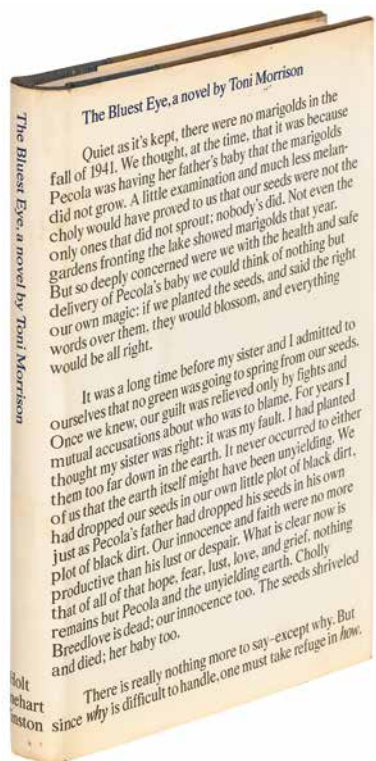 The Bluest Eye, a novel by Toni Morrison
The Bluest Eye, a novel by Toni Morrison
Quiet as it's kept, there were no marigolds in the
fall of 1941. We thought, at the time, that it was because
Pecola was having her father's baby that the marigolds
did not grow. A little examination and much less melan-
choly would have proved to us that our seeds were not the
only ones that did not sprout; nobody's did. Not even the
gardens fronting the lake showed marigolds that year.
But so deeply concerned were we with the health and safe
delivery of Pecola's baby we could think of nothing but
our own magic: if we planted the seeds, and said the right
words over them, they would blossom, and everything
would be all right.
It was a long time before my sister and I admitted to
ourselves that no green was going to spring from our seeds.
Once we knew, our guilt was relieved only by fights and
mutual accusations about who was to blame. For years I
thought my sister was right: it was my fault. I had planted
them too far down in the earth. It never occurred to either
of us that the earth itself might have been unyielding. We
had dropped our seeds in our own little plot of black dirt,
just as Pecola's father had dropped his seeds in his own
plot of black dirt. Our innocence and faith were no more
productive than his lust or despair. What is clear now is
that of all of that hope, fear, lust, love, and grief, nothing
remains but Pecola and the unyielding earth. Cholly
Breedlove is dead; our innocence too. The seeds shriveled
and died; her baby too.
There is really nothing more to say—except why. But
since why is difficult to handle, one must take refuge in how.
Holt
nehart
inston